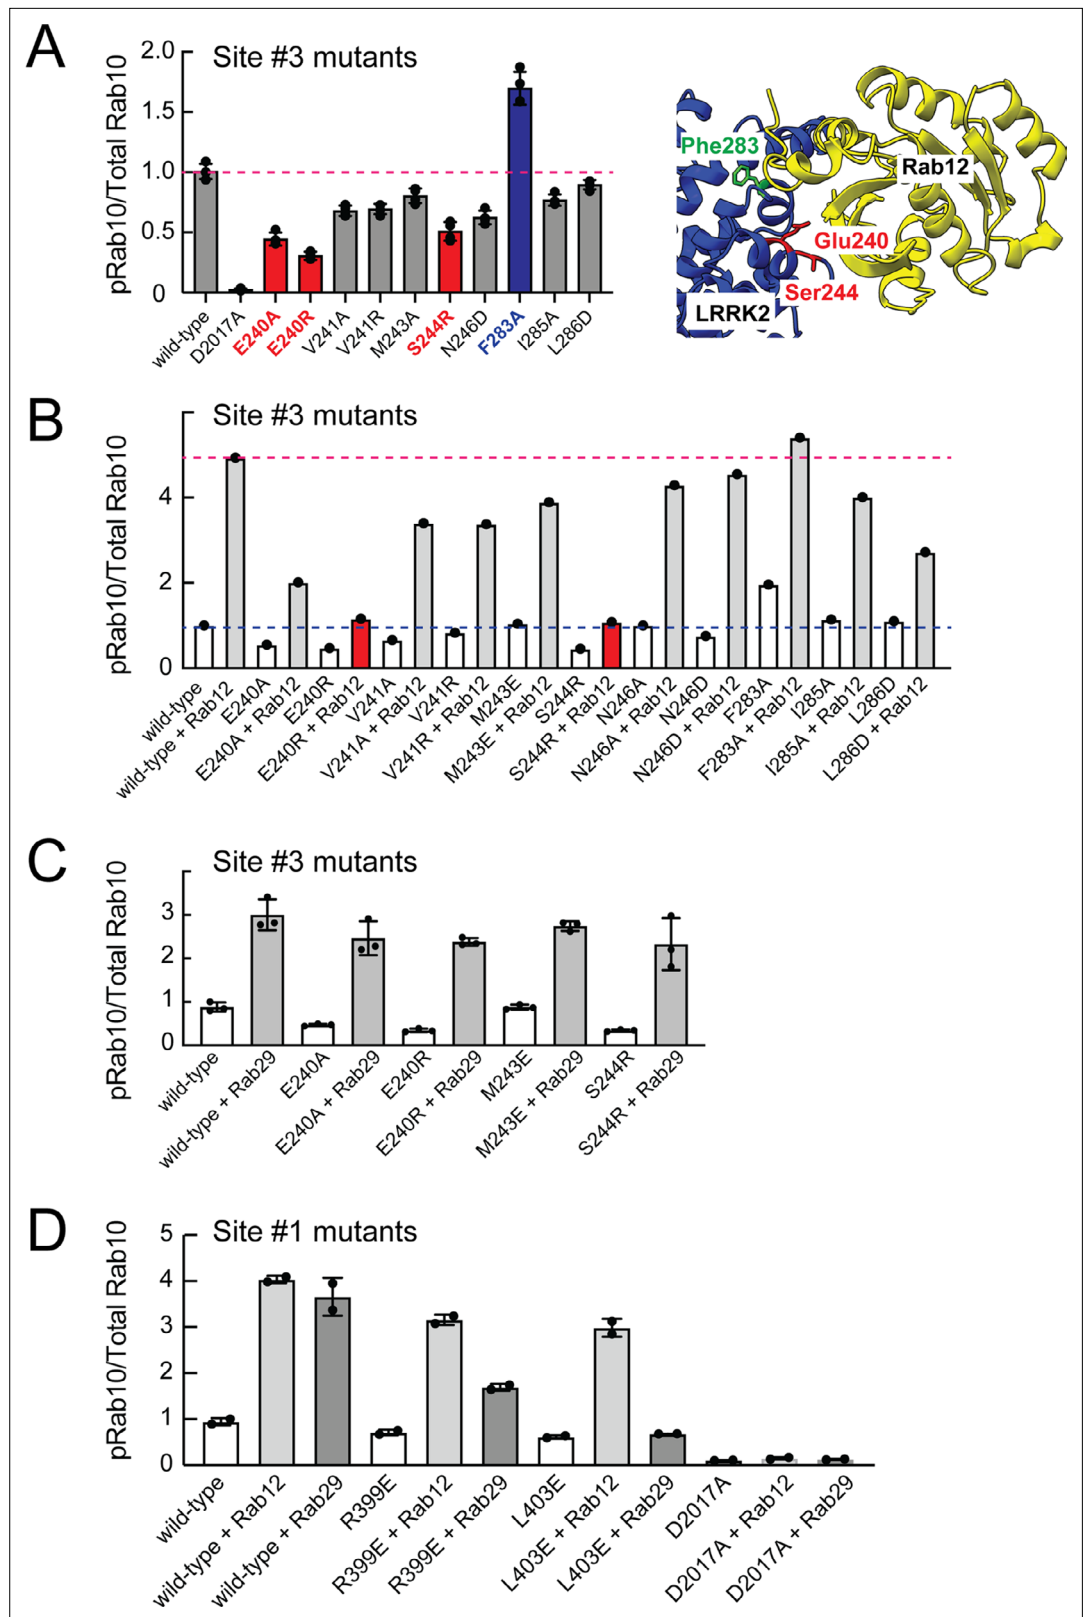 A
Site #3 mutants
pRab10/Total Rab10
2.0
1.5
1.0
0.5
0
wild-type
D2017A
E240A
E240R
V241A
V241R
M243A
S244R
N246D
F283A
I285A
L286D
Phe283
Rab12
Glu240
Ser244
LRRK2
B
Site #3 mutants
pRab10/Total Rab10
4
2
0
wild-type
wild-type + Rab12
E240A
E240A + Rab12
E240R
E240R + Rab12
V241A
V241A + Rab12
V241R
V241R + Rab12
M243E
M243E + Rab12
S244R
S244R + Rab12
N246A
N246A + Rab12
N246D
N246D + Rab12
F283A
F283A + Rab12
I285A
I285A + Rab12
L286D
L286D + Rab12
C
Site #3 mutants
pRab10/Total Rab10
3
2
1
0
wild-type
wild-type + Rab29
E240A
E240A + Rab29
E240R
E240R + Rab29
M243E
M243E + Rab29
S244R
S244R + Rab29
D
Site #1 mutants
pRab10/Total Rab10
5
4
3
2
1
0
wild-type
wild-type + Rab12
wild-type + Rab29
R399E
R399E + Rab12
R399E + Rab29
L403E
L403E + Rab12
L403E + Rab29
D2017A
D2017A + Rab12
D2017A + Rab29